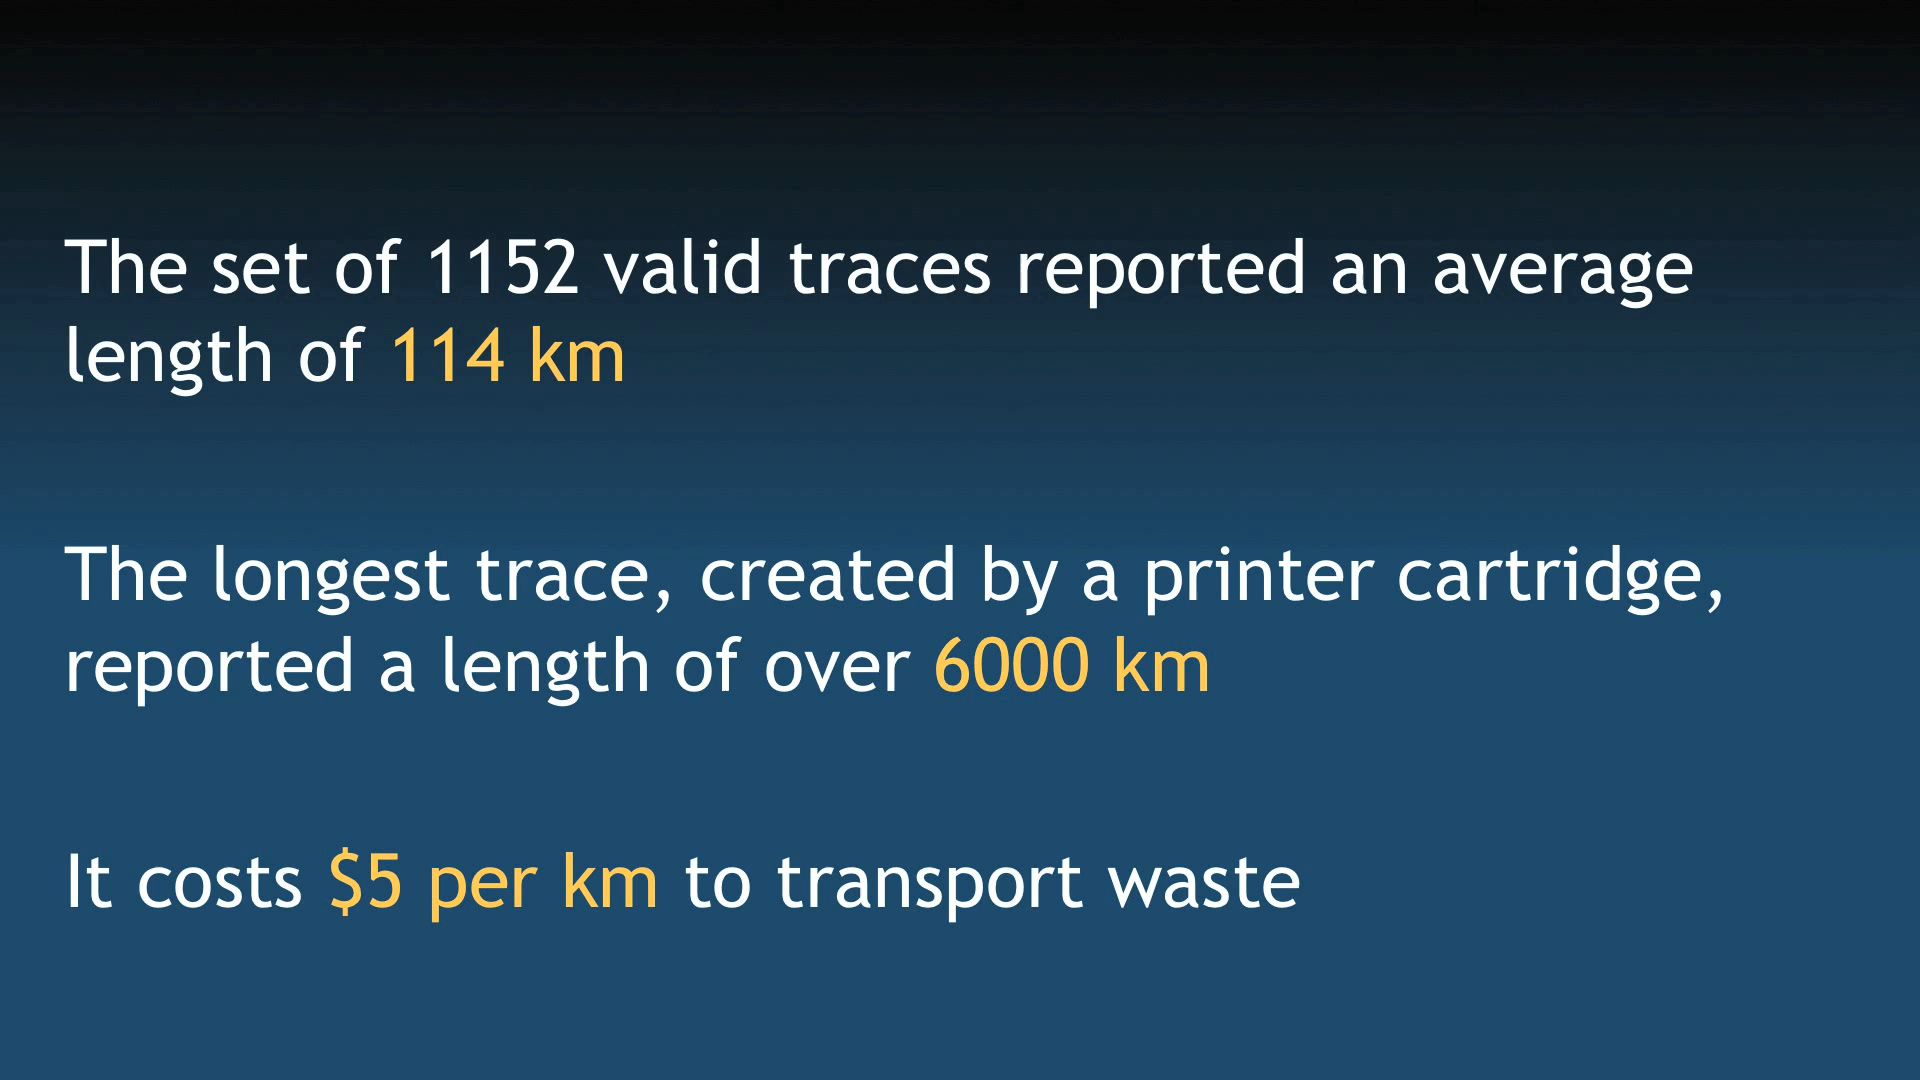 The set of 1152 valid traces reported an average
length of 114 km
The longest trace, created by a printer cartridge,
reported a length of over 6000 km
It costs $5 per km to transport waste